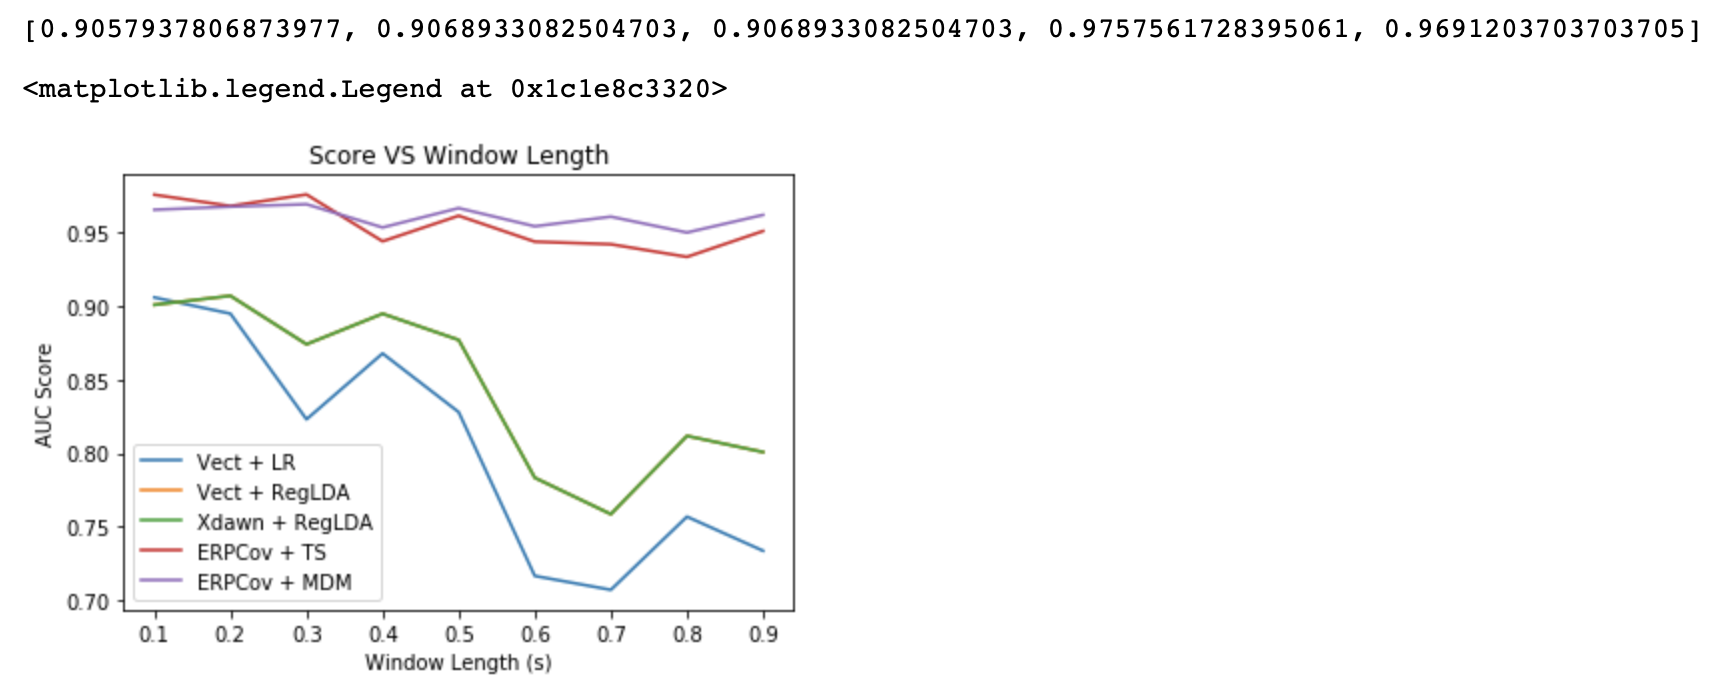 [0.9057937806873977, 0.9068933082504703, 0.9068933082504703, 0.9757561728395061, 0.9691203703703705]
<matplotlib.legend.Legend at 0x1c1e8c3320>
Score VS Window Length
0.95
0.90
0.85
0.80
0.75
0.70
AUC Score
Vect + LR
Vect + RegLDA
Xdawn + RegLDA
ERPCov + TS
ERPCov + MDM
0.1 0.2 0.3 0.4 0.5 0.6 0.7 0.8 0.9
Window Length (s)